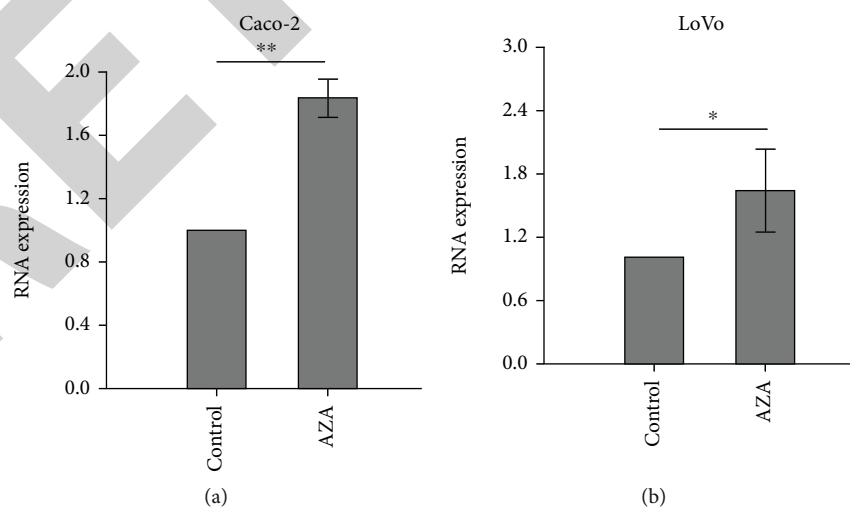 Caco-2
**
2.0
1.6
1.2
0.8
0.4
0.0
RNA expression
Control
AZA
(a)
LoVo
*
3.0
2.4
1.8
1.2
0.6
0.0
RNA expression
Control
AZA
(b)